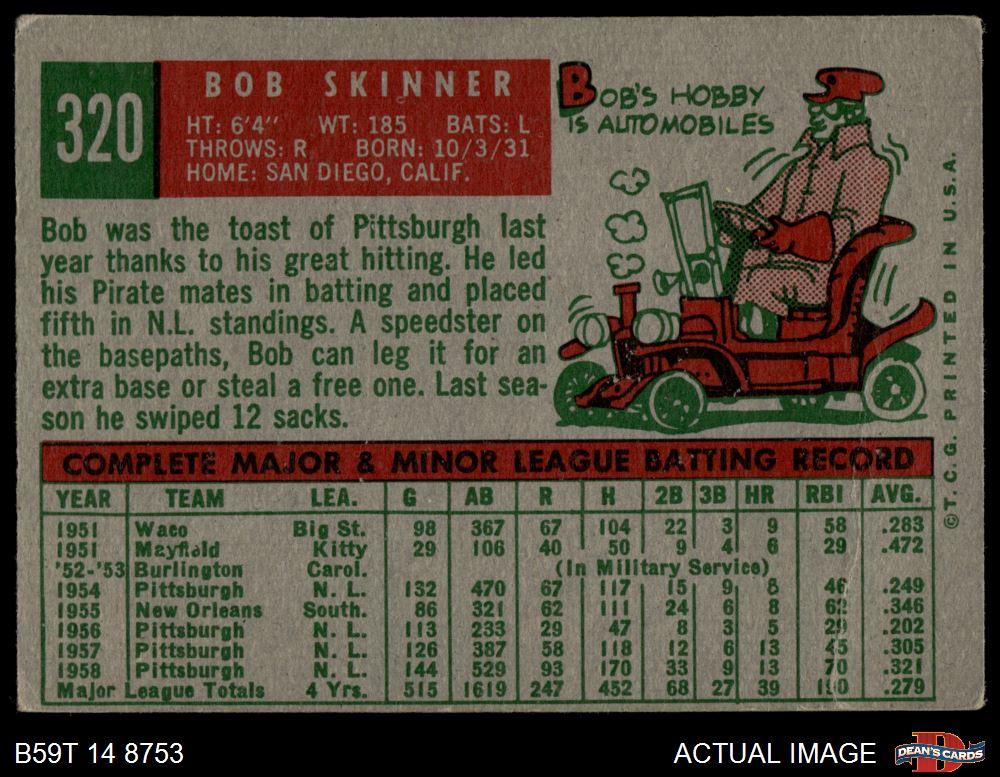 320
BOB SKINNER
HT: 6'4" WT: 185 BATS: L
THROWS: R BORN: 10/3/31
HOME: SAN DIEGO, CALIF.
BOB'S HOBBY
IS AUTOMOBILES
Bob was the toast of Pittsburgh last
year thanks to his great hitting. He led
his Pirate mates in batting and placed
fifth in N.L. standings. A speedster on
the basepaths, Bob can leg it for an
extra base or steal a free one. Last sea-
son he swiped 12 sacks.
©T.C.G. PRINTED IN U.S.A.
COMPLETE MAJOR & MINOR LEAGUE BATTING RECORD
YEAR TEAM LEA. G AB R H 2B 3B HR RBI AVG.
1951 Waco Big St. 98 367 67 104 22 3 9 58 .283
1951 Mayfield Kitty 29 106 40 50 9 4 6 29 .472
'52-'53 Burlington Carol. (In Military Service)
1954 Pittsburgh N. L. 132 470 67 117 15 9 8 46 .249
1955 New Orleans South. 86 321 62 111 24 6 8 62 .346
1956 Pittsburgh N. L. 113 233 29 47 8 3 5 29 .202
1957 Pittsburgh N. L. 126 387 58 118 12 6 13 45 .305
1958 Pittsburgh N. L. 144 529 93 170 33 9 13 70 .321
Major League Totals 4 Yrs. 515 1619 247 452 68 27 39 190 .279
B59T 14 8753
ACTUAL IMAGE
D
DEAN'S CARDS